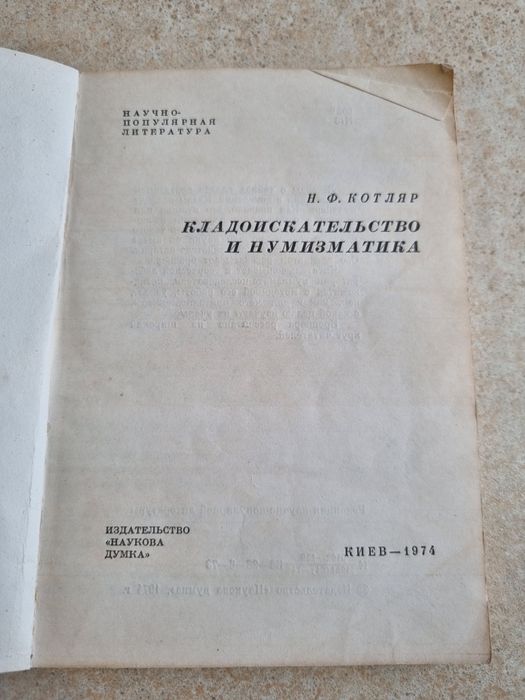 НАУЧНО-
ПОПУЛЯРНАЯ
ЛИТЕРАТУРА
Н. Ф. КОТЛЯР
КЛАДОИСКАТЕЛЬСТВО
И НУМИЗМАТИКА
ИЗДАТЕЛЬСТВО
«НАУКОВА
ДУМКА»
КИЕВ—1974